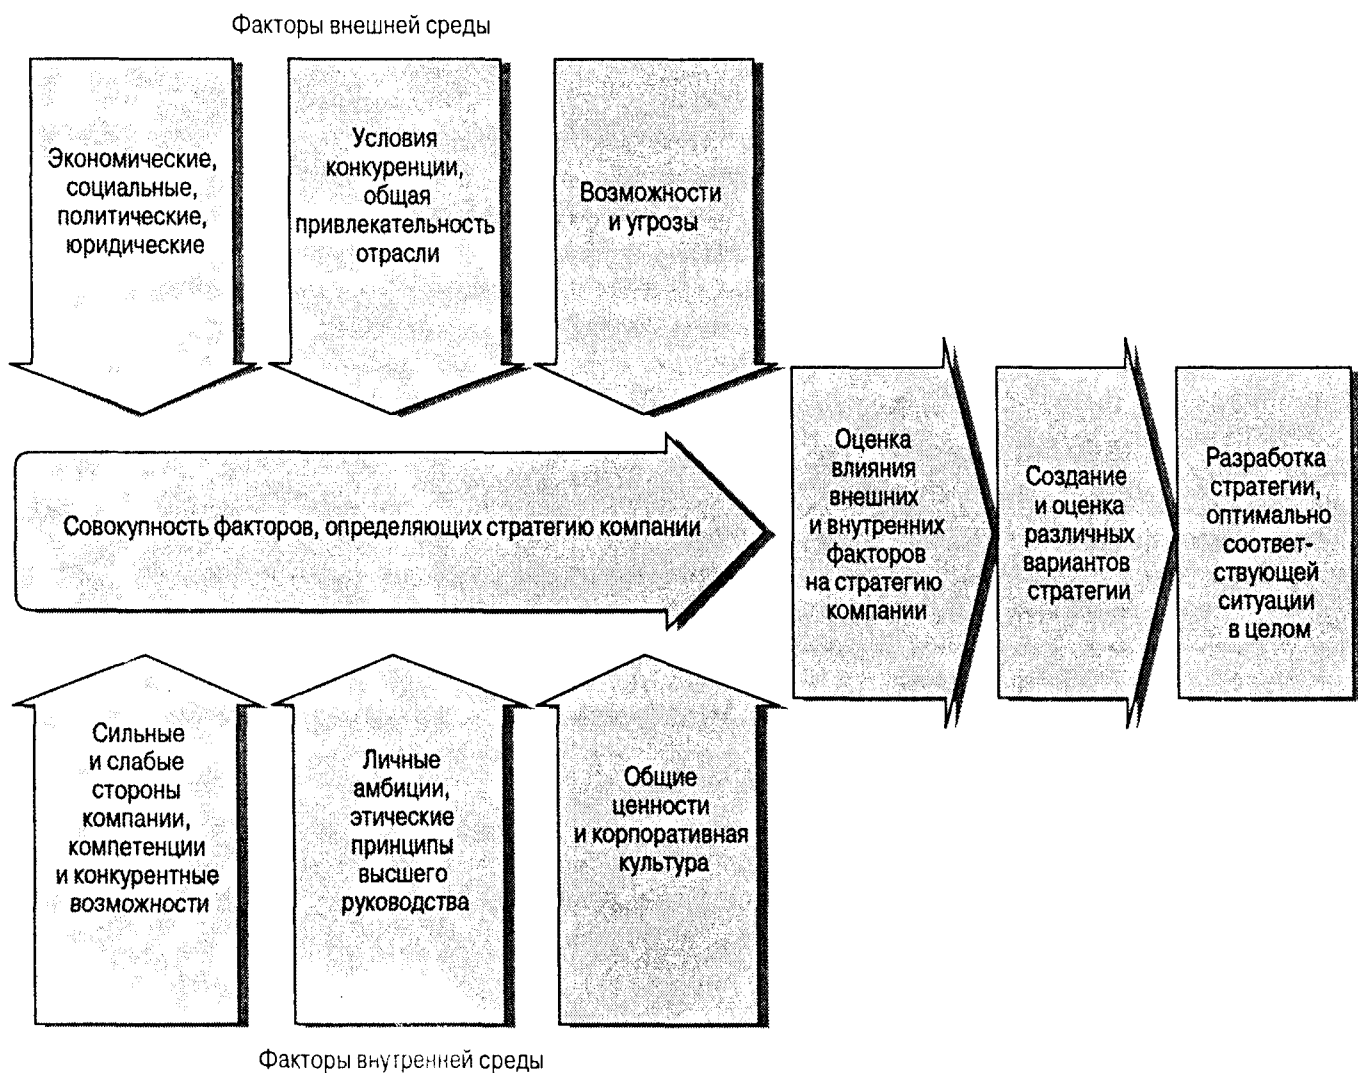 Факторы внешней среды
Экономические,
социальные,
политические,
юридические
Условия
конкуренции,
общая
привлекательность
отрасли
Возможности
и угрозы
Совокупность факторов, определяющих стратегию компании
Оценка
влияния
внешних
и внутренних
факторов
на стратегию
компании
Создание
и оценка
различных
вариантов
стратегии
Разработка
стратегии,
оптимально
соответ-
ствующей
ситуации
в целом
Сильные
и слабые
стороны
компании,
компетенции
и конкурентные
возможности
Личные
амбиции,
этические
принципы
высшего
руководства
Общие
ценности
и корпоративная
культура
Факторы внутренней среды